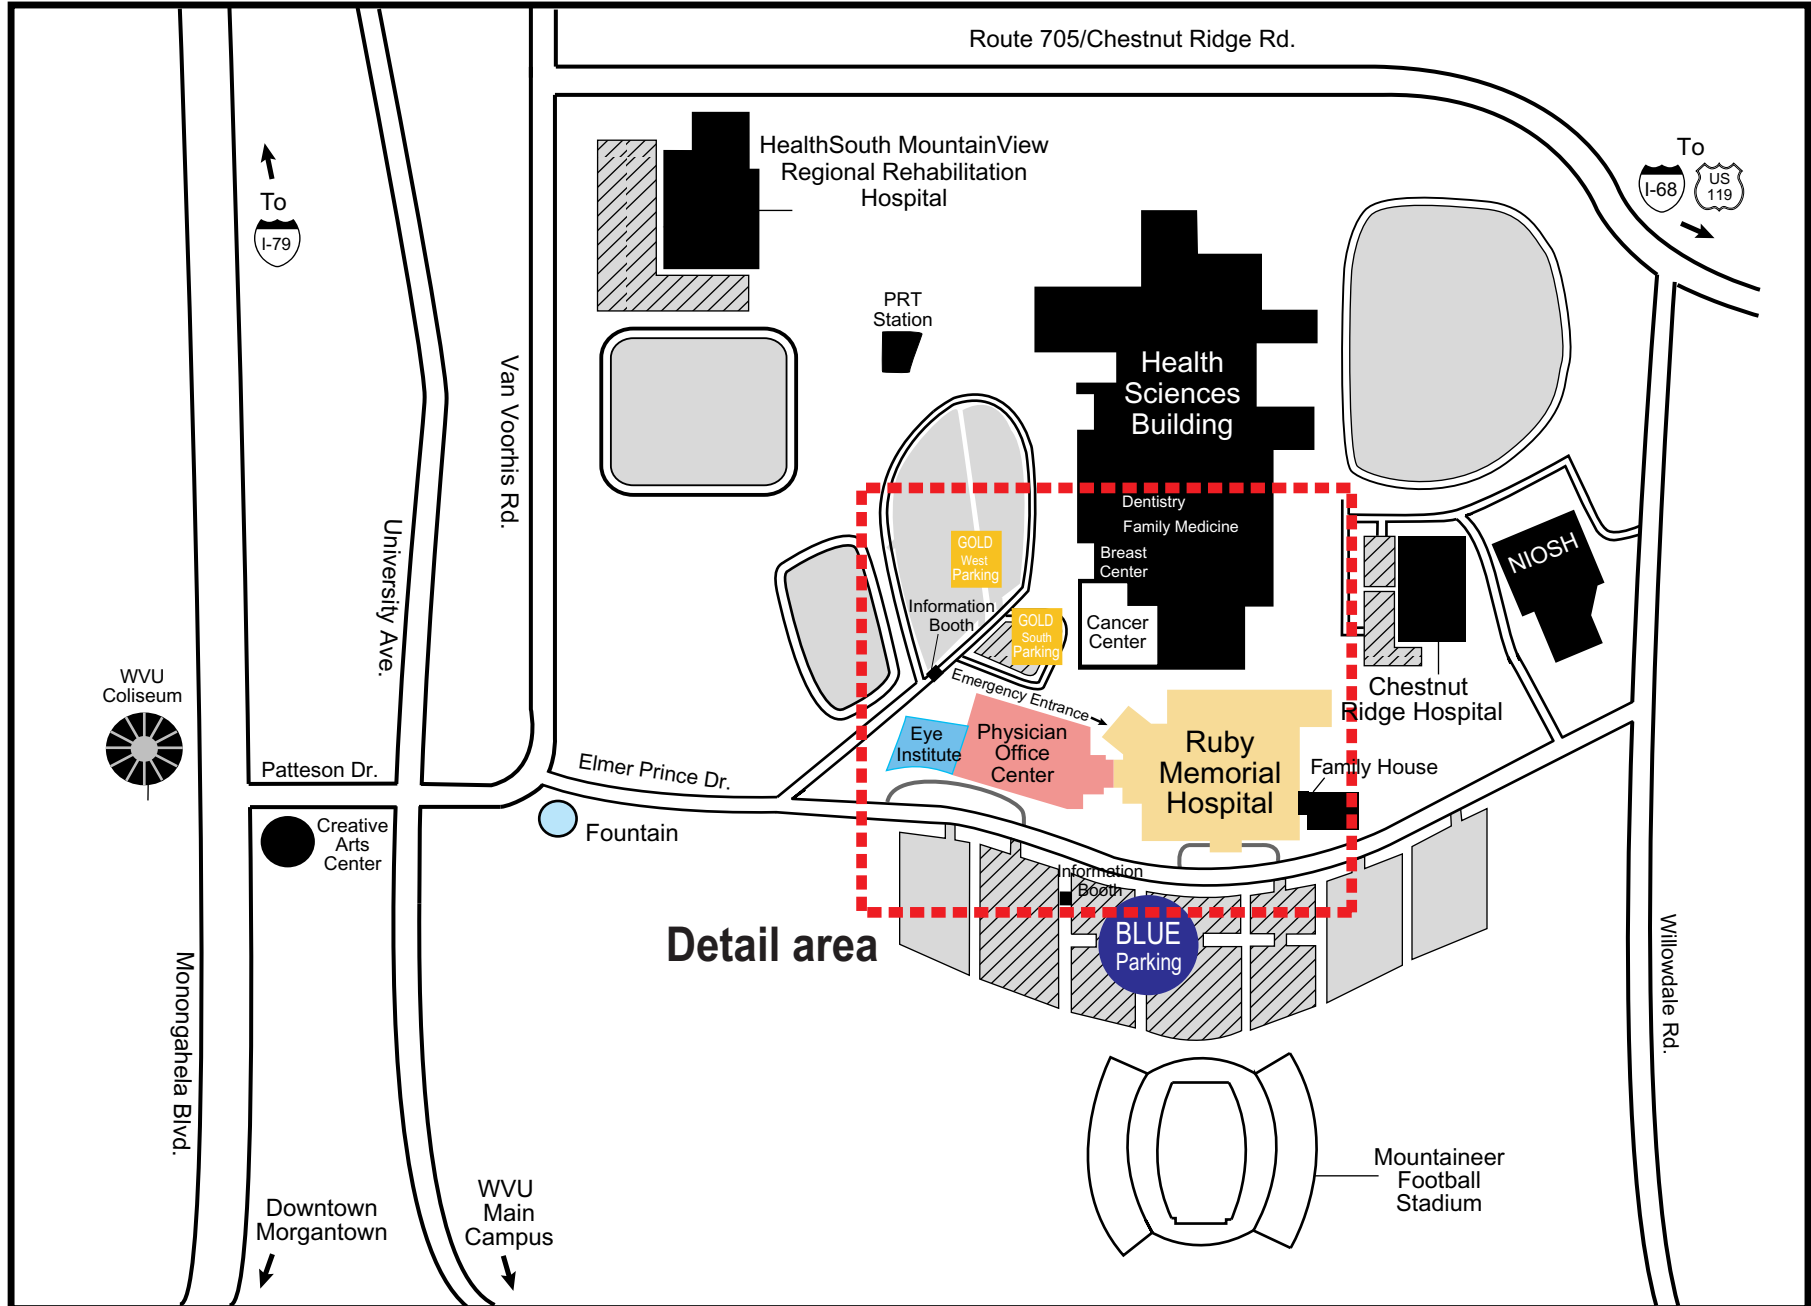 Route 705/Chestnut Ridge Rd.
HealthSouth MountainView
Regional Rehabilitation
Hospital
To
I-68
US
119
To
I-79
PRT
Station
Van Voorhis Rd.
Health
Sciences
Building
University Ave.
Dentistry
Family Medicine
Breast
Center
GOLD
West
Parking
NIOSH
Information
Booth
GOLD
South
Parking
Cancer
Center
WVU
Coliseum
Emergency Entrance
Chestnut
Ridge Hospital
Eye
Institute
Physician
Office
Center
Ruby
Memorial
Hospital
Family House
Patteson Dr.
Elmer Prince Dr.
Creative
Arts
Center
Fountain
Information
Booth
Detail area
BLUE
Parking
Monongahela Blvd.
Willowdale Rd.
Mountaineer
Football
Stadium
Downtown
Morgantown
WVU
Main
Campus